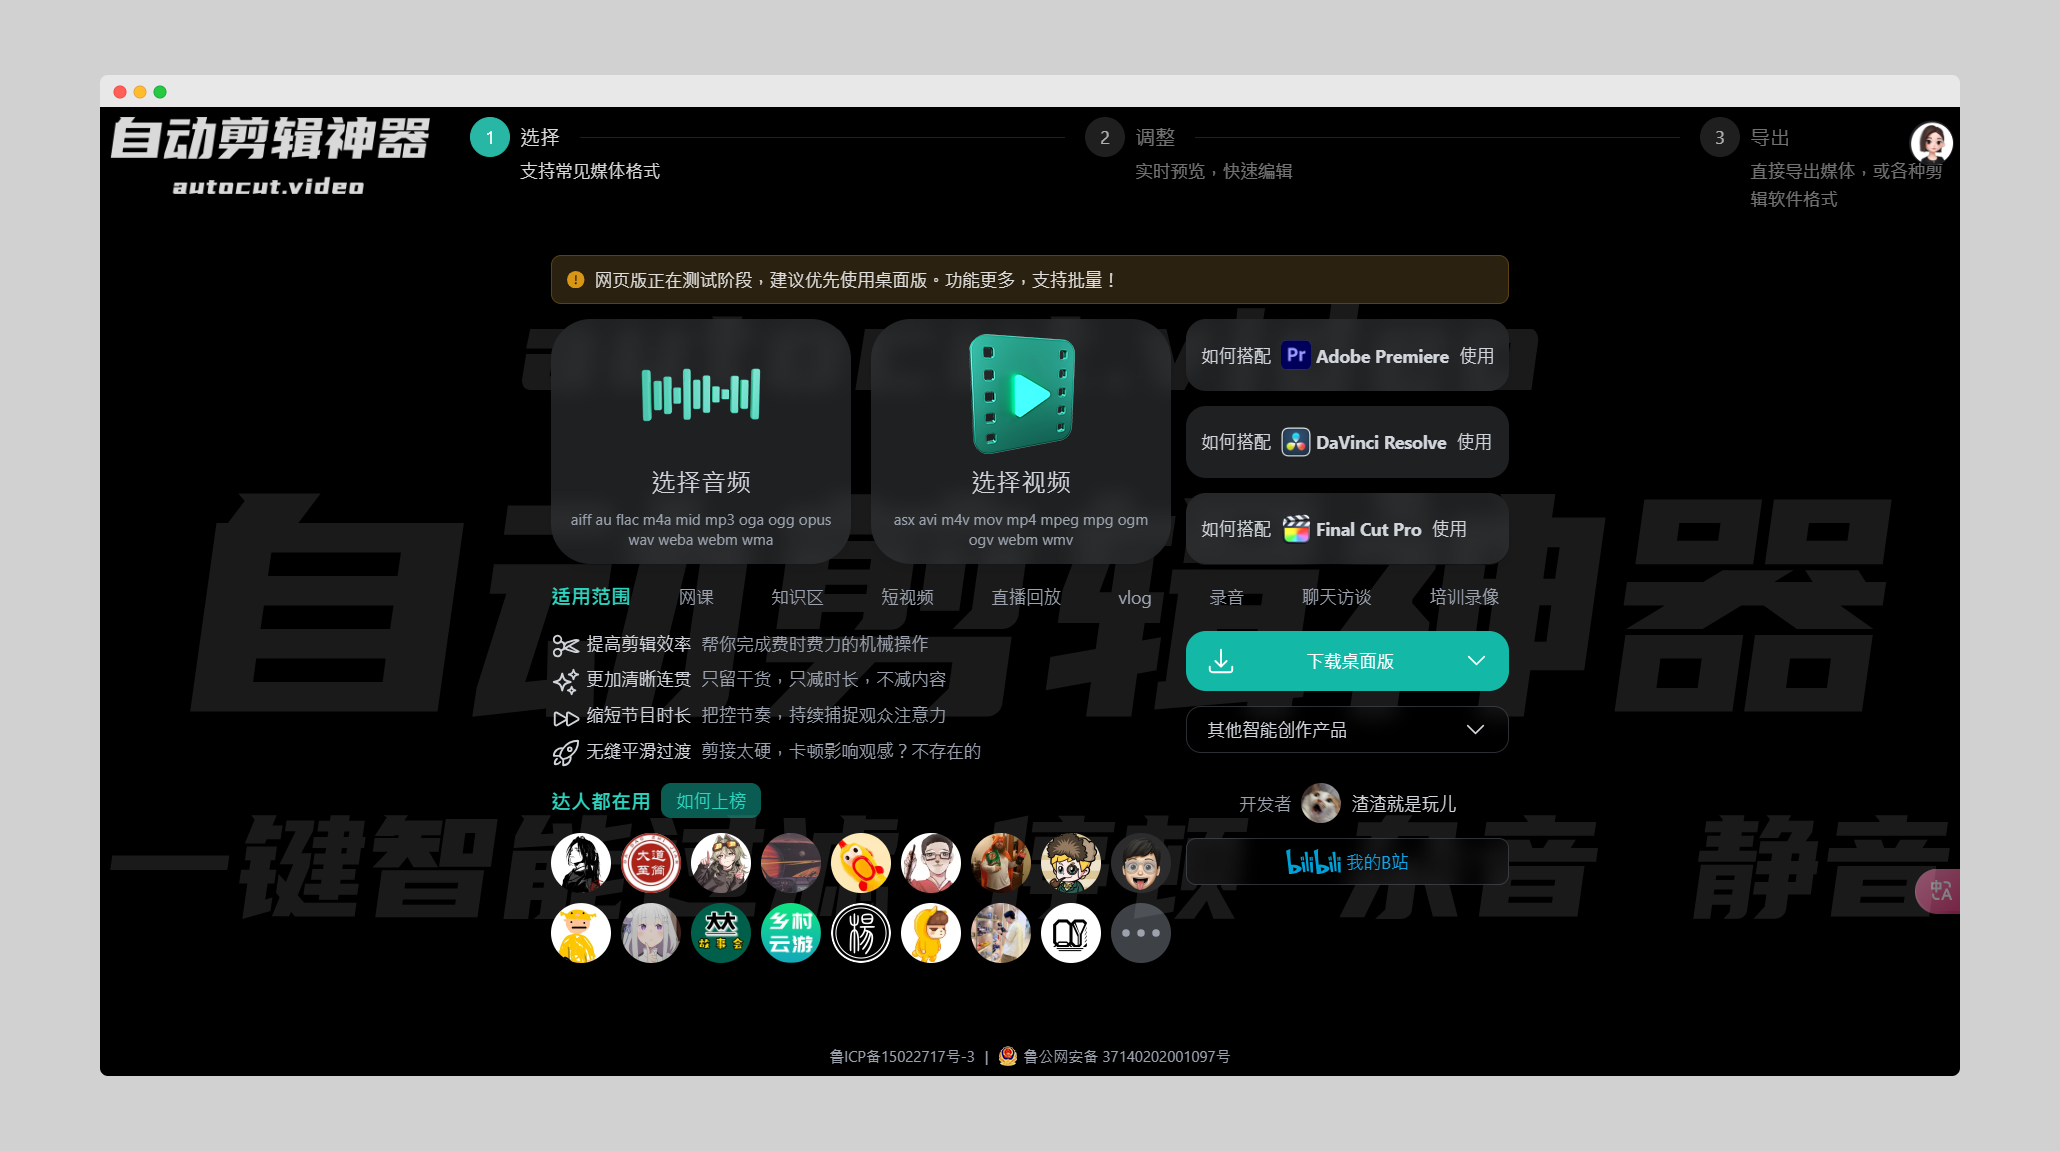 自动剪辑神器
autocut.video
1 选择
支持常见媒体格式
2 调整
实时预览，快速编辑
3 导出
直接导出媒体，或各种剪
辑软件格式
网页版正在测试阶段，建议优先使用桌面版。功能更多，支持批量！
autocut.video
自动剪辑神器
选择音频
aiff au flac m4a mid mp3 oga ogg opus
wav weba webm wma
选择视频
asx avi m4v mov mp4 mpeg mpg ogm
ogv webm wmv
如何搭配 Pr Adobe Premiere 使用
如何搭配 DaVinci Resolve 使用
如何搭配 Final Cut Pro 使用
适用范围 网课 知识区 短视频 直播回放 vlog 录音 聊天访谈 培训录像
提高剪辑效率 帮你完成费时费力的机械操作
更加清晰连贯 只留干货，只减时长，不减内容
缩短节目时长 把控节奏，持续捕捉观众注意力
无缝平滑过渡 剪接太硬，卡顿影响观感？不存在的
下载桌面版
其他智能创作产品
达人都在用 如何上榜
开发者 渣渣就是玩儿
bilibili 我的B站
一键智能过滤 停顿 杂音 静音
大道
至简
故事会
乡村
云游
楊
中 A
鲁ICP备15022717号-3 | 鲁公网安备 37140202001097号